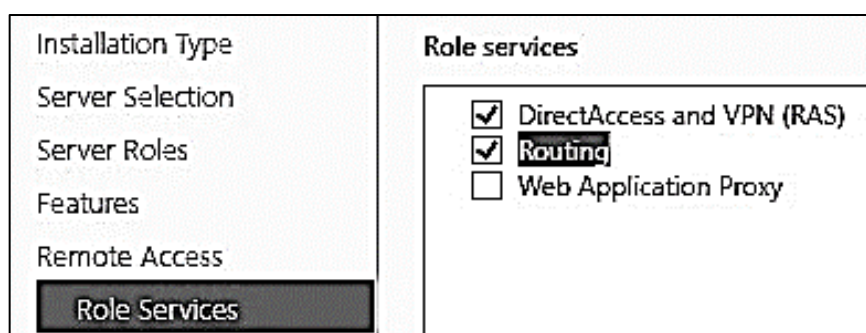 Installation Type
Server Selection
Server Roles
Features
Remote Access
Role Services
Role services
DirectAccess and VPN (RAS)
Routing
Web Application Proxy